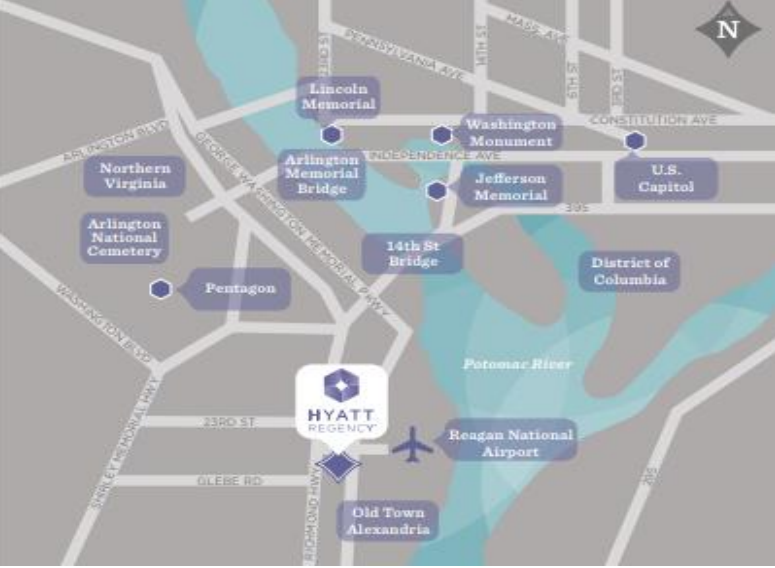 N
MASS. AVE
PENNSYLVANIA AVE
14TH ST
6TH ST
3RD ST
23RD ST
Lincoln
Memorial
Washington
Monument
CONSTITUTION AVE
ARLINGTON BLVD
Arlington
Memorial
Bridge
INDEPENDENCE AVE
U.S.
Capitol
Northern
Virginia
Jefferson
Memorial
395
GEORGE WASHINGTON MEMORIAL PKWY
Arlington
National
Cemetery
14th St
Bridge
District of
Columbia
Pentagon
WASHINGTON BLVD
Potomac River
HYATT
REGENCY
23RD ST
Reagan National
Airport
SHIRLEY MEMORIAL HWY
GLEBE RD
295
Old Town
Alexandria
RICHMOND HWY